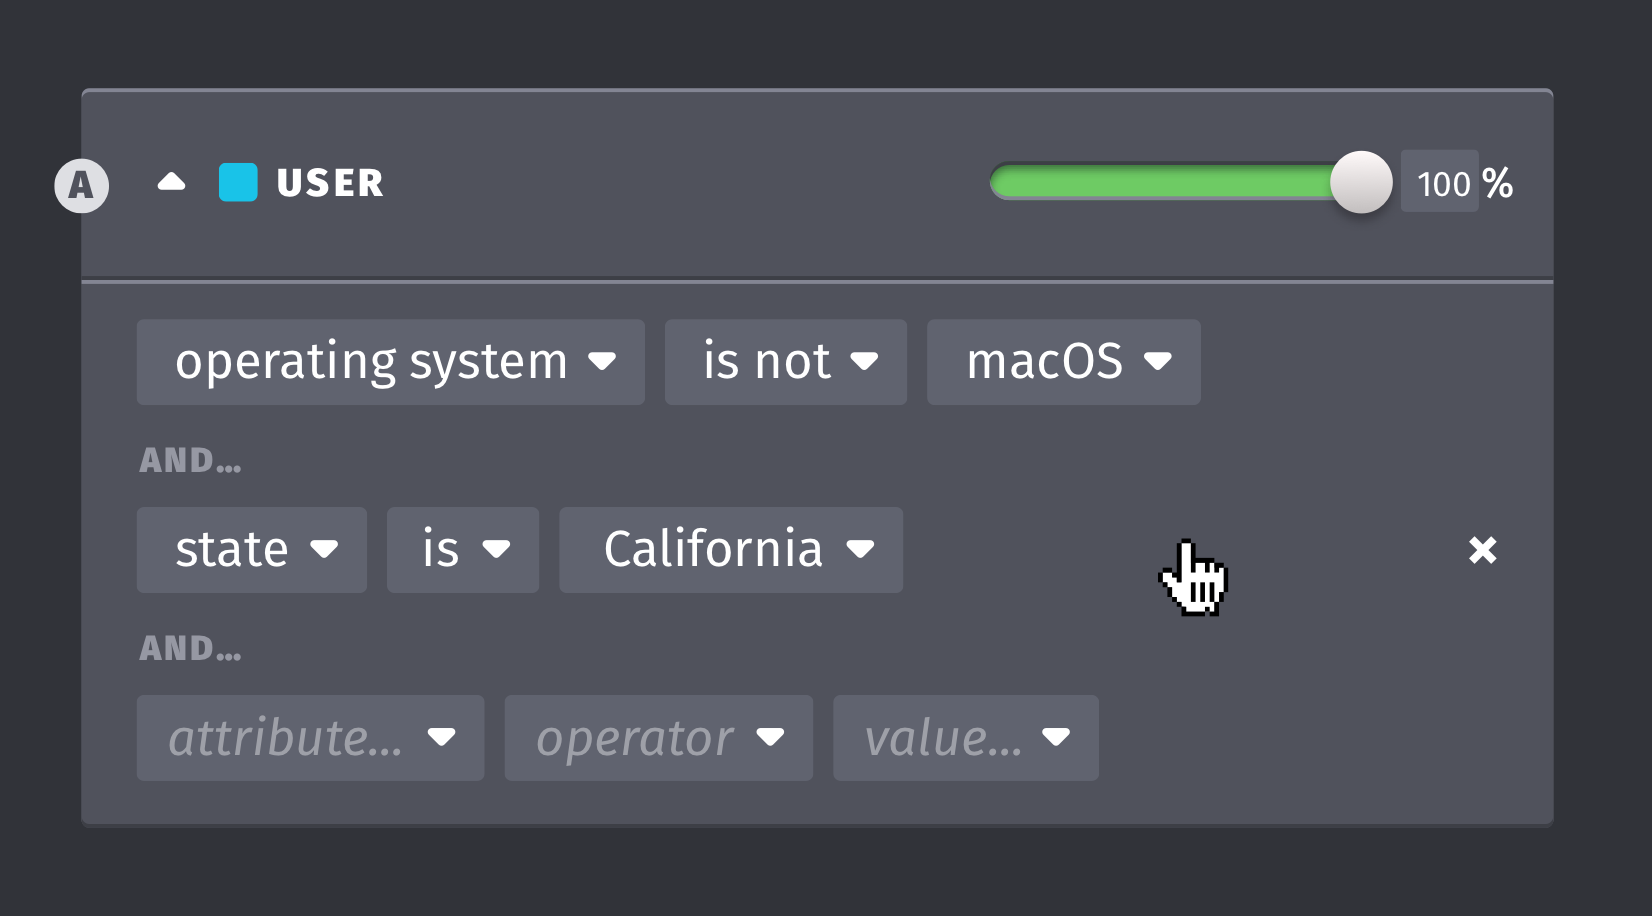 A USER 100 %
operating system is not macOS
AND...
state is California
AND...
attribute... operator value...